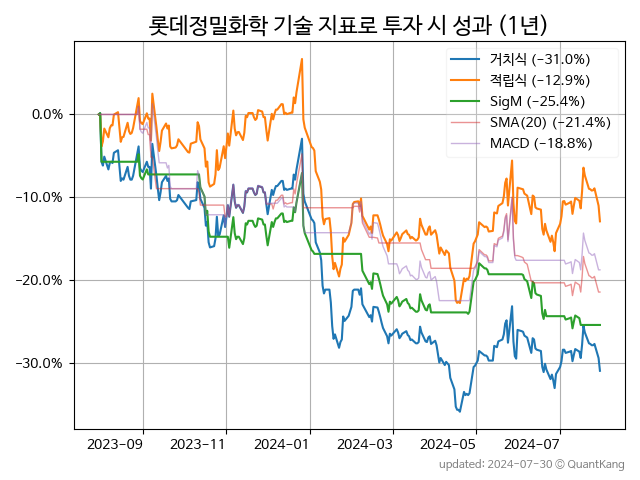 롯데정밀화학 기술 지표로 투자 시 성과 (1년)
거치식 (−31.0%)
적립식 (−12.9%)
SigM (−25.4%)
SMA(20) (−21.4%)
MACD (−18.8%)
0.0%
−10.0%
−20.0%
−30.0%
2023-09 2023-11 2024-01 2024-03 2024-05 2024-07
updated: 2024-07-30 © QuantKang